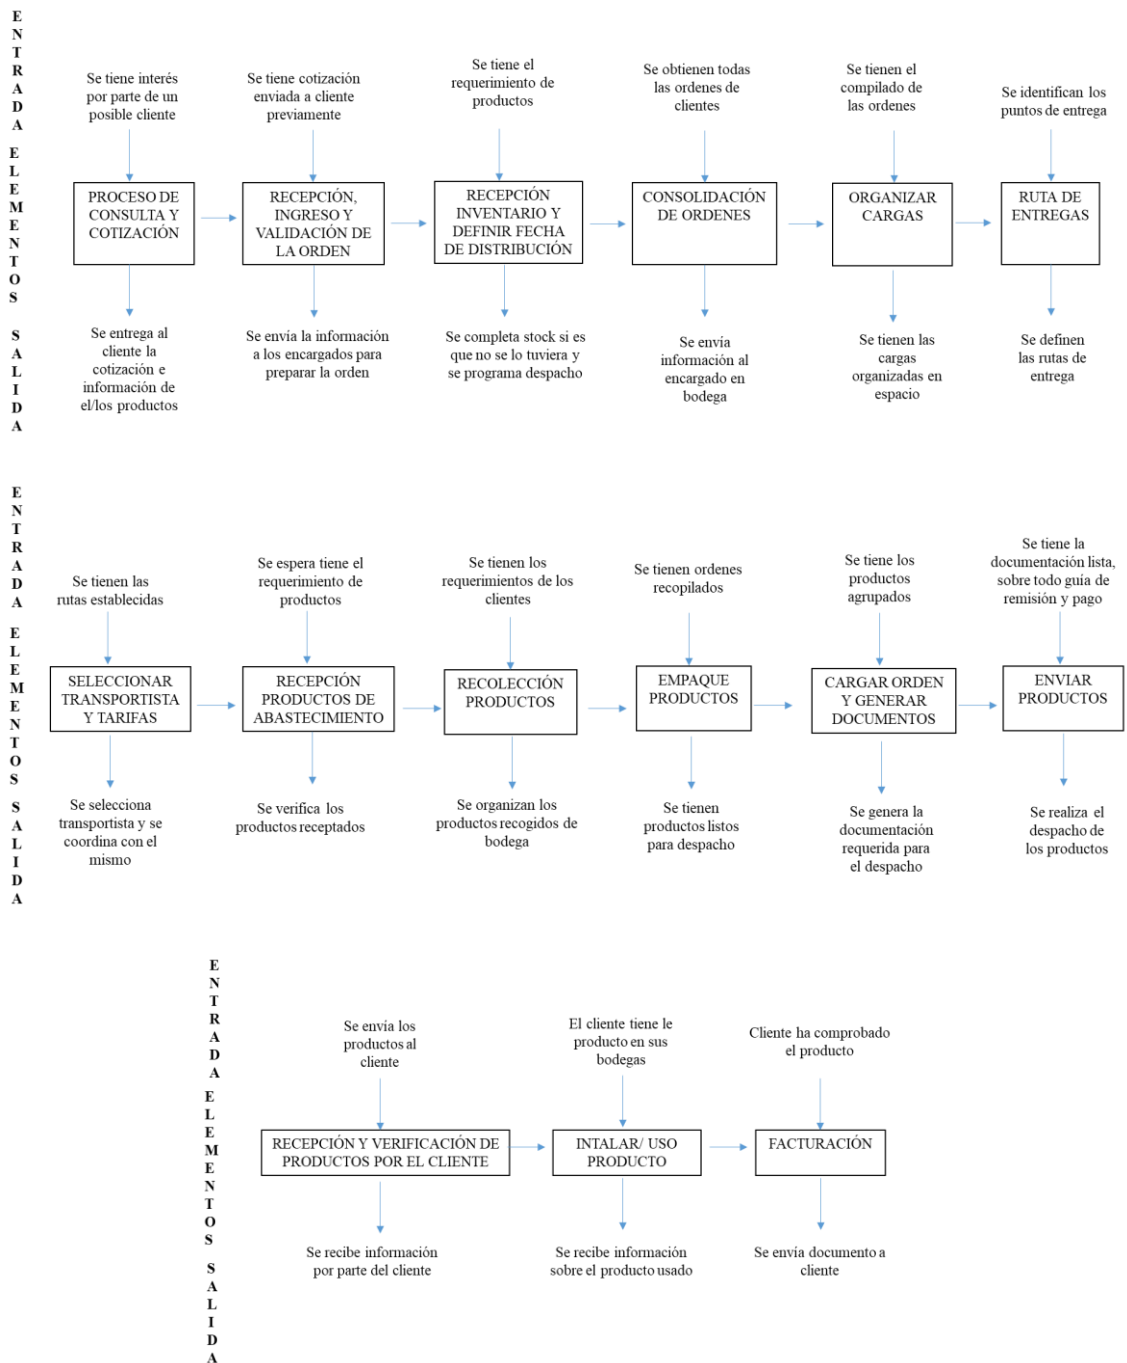 ENTRADA
Se tiene interés
por parte de un
posible cliente
Se tiene cotización
enviada a cliente
previamente
Se tiene el
requerimiento de
productos
Se obtienen todas
las ordenes de
clientes
Se tienen el
compilado de
las ordenes
Se identifican los
puntos de entrega
ELEMENTOS
PROCESO DE
CONSULTA Y
COTIZACIÓN
RECEPCIÓN,
INGRESO Y
VALIDACIÓN DE
LA ORDEN
RECEPCIÓN
INVENTARIO Y
DEFINIR FECHA
DE DISTRIBUCIÓN
CONSOLIDACIÓN
DE ORDENES
ORGANIZAR
CARGAS
RUTA DE
ENTREGAS
SALIDA
Se entrega al
cliente la
cotización e
información de
el/los productos
Se envía la información
a los encargados para
preparar la orden
Se completa stock si es
que no se lo tuviera y
se programa despacho
Se envía
información al
encargado en
bodega
Se tienen las
cargas
organizadas en
espacio
Se definen
las rutas de
entrega
ENTRADA
Se tienen las
rutas establecidas
Se espera tiene el
requerimiento de
productos
Se tienen los
requerimientos de los
clientes
Se tienen ordenes
recopilados
Se tiene los
productos
agrupados
Se tiene la
documentación lista,
sobre todo guía de
remisión y pago
ELEMENTOS
SELECCIONAR
TRANSPORTISTA
Y TARIFAS
RECEPCIÓN
PRODUCTOS DE
ABASTECIMIENTO
RECOLECCIÓN
PRODUCTOS
EMPAQUE
PRODUCTOS
CARGAR ORDEN
Y GENERAR
DOCUMENTOS
ENVIAR
PRODUCTOS
SALIDA
Se selecciona
transportista y se
coordina con el
mismo
Se verifica los
productos receptados
Se organizan los
productos recogidos de
bodega
Se tienen
productos listos
para despacho
Se genera la
documentación
requerida para
el despacho
Se realiza el
despacho de
los productos
ENTRADA
Se envía los
productos al
cliente
El cliente tiene le
producto en sus
bodegas
Cliente ha comprobado
el producto
ELEMENTOS
RECEPCIÓN Y VERIFICACIÓN DE
PRODUCTOS POR EL CLIENTE
INTALAR/ USO
PRODUCTO
FACTURACIÓN
SALIDA
Se recibe información
por parte del cliente
Se recibe información
sobre el producto usado
Se envía documento a
cliente